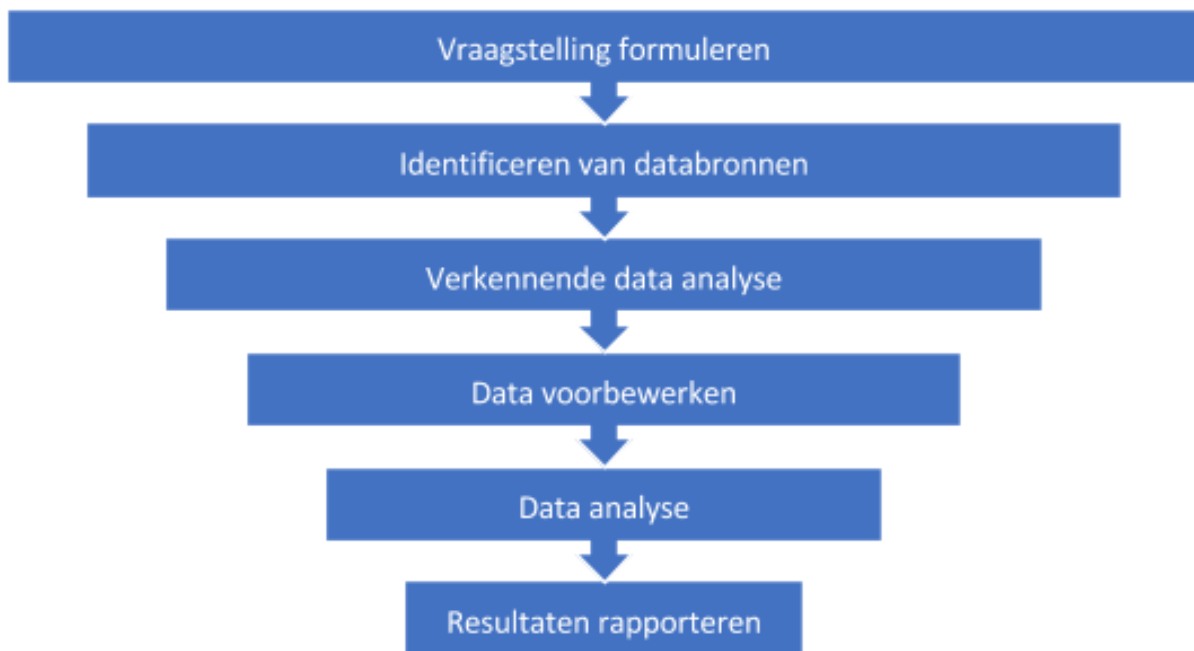 Vraagstelling formuleren
Identificeren van databronnen
Verkennende data analyse
Data voorbewerken
Data analyse
Resultaten rapporteren